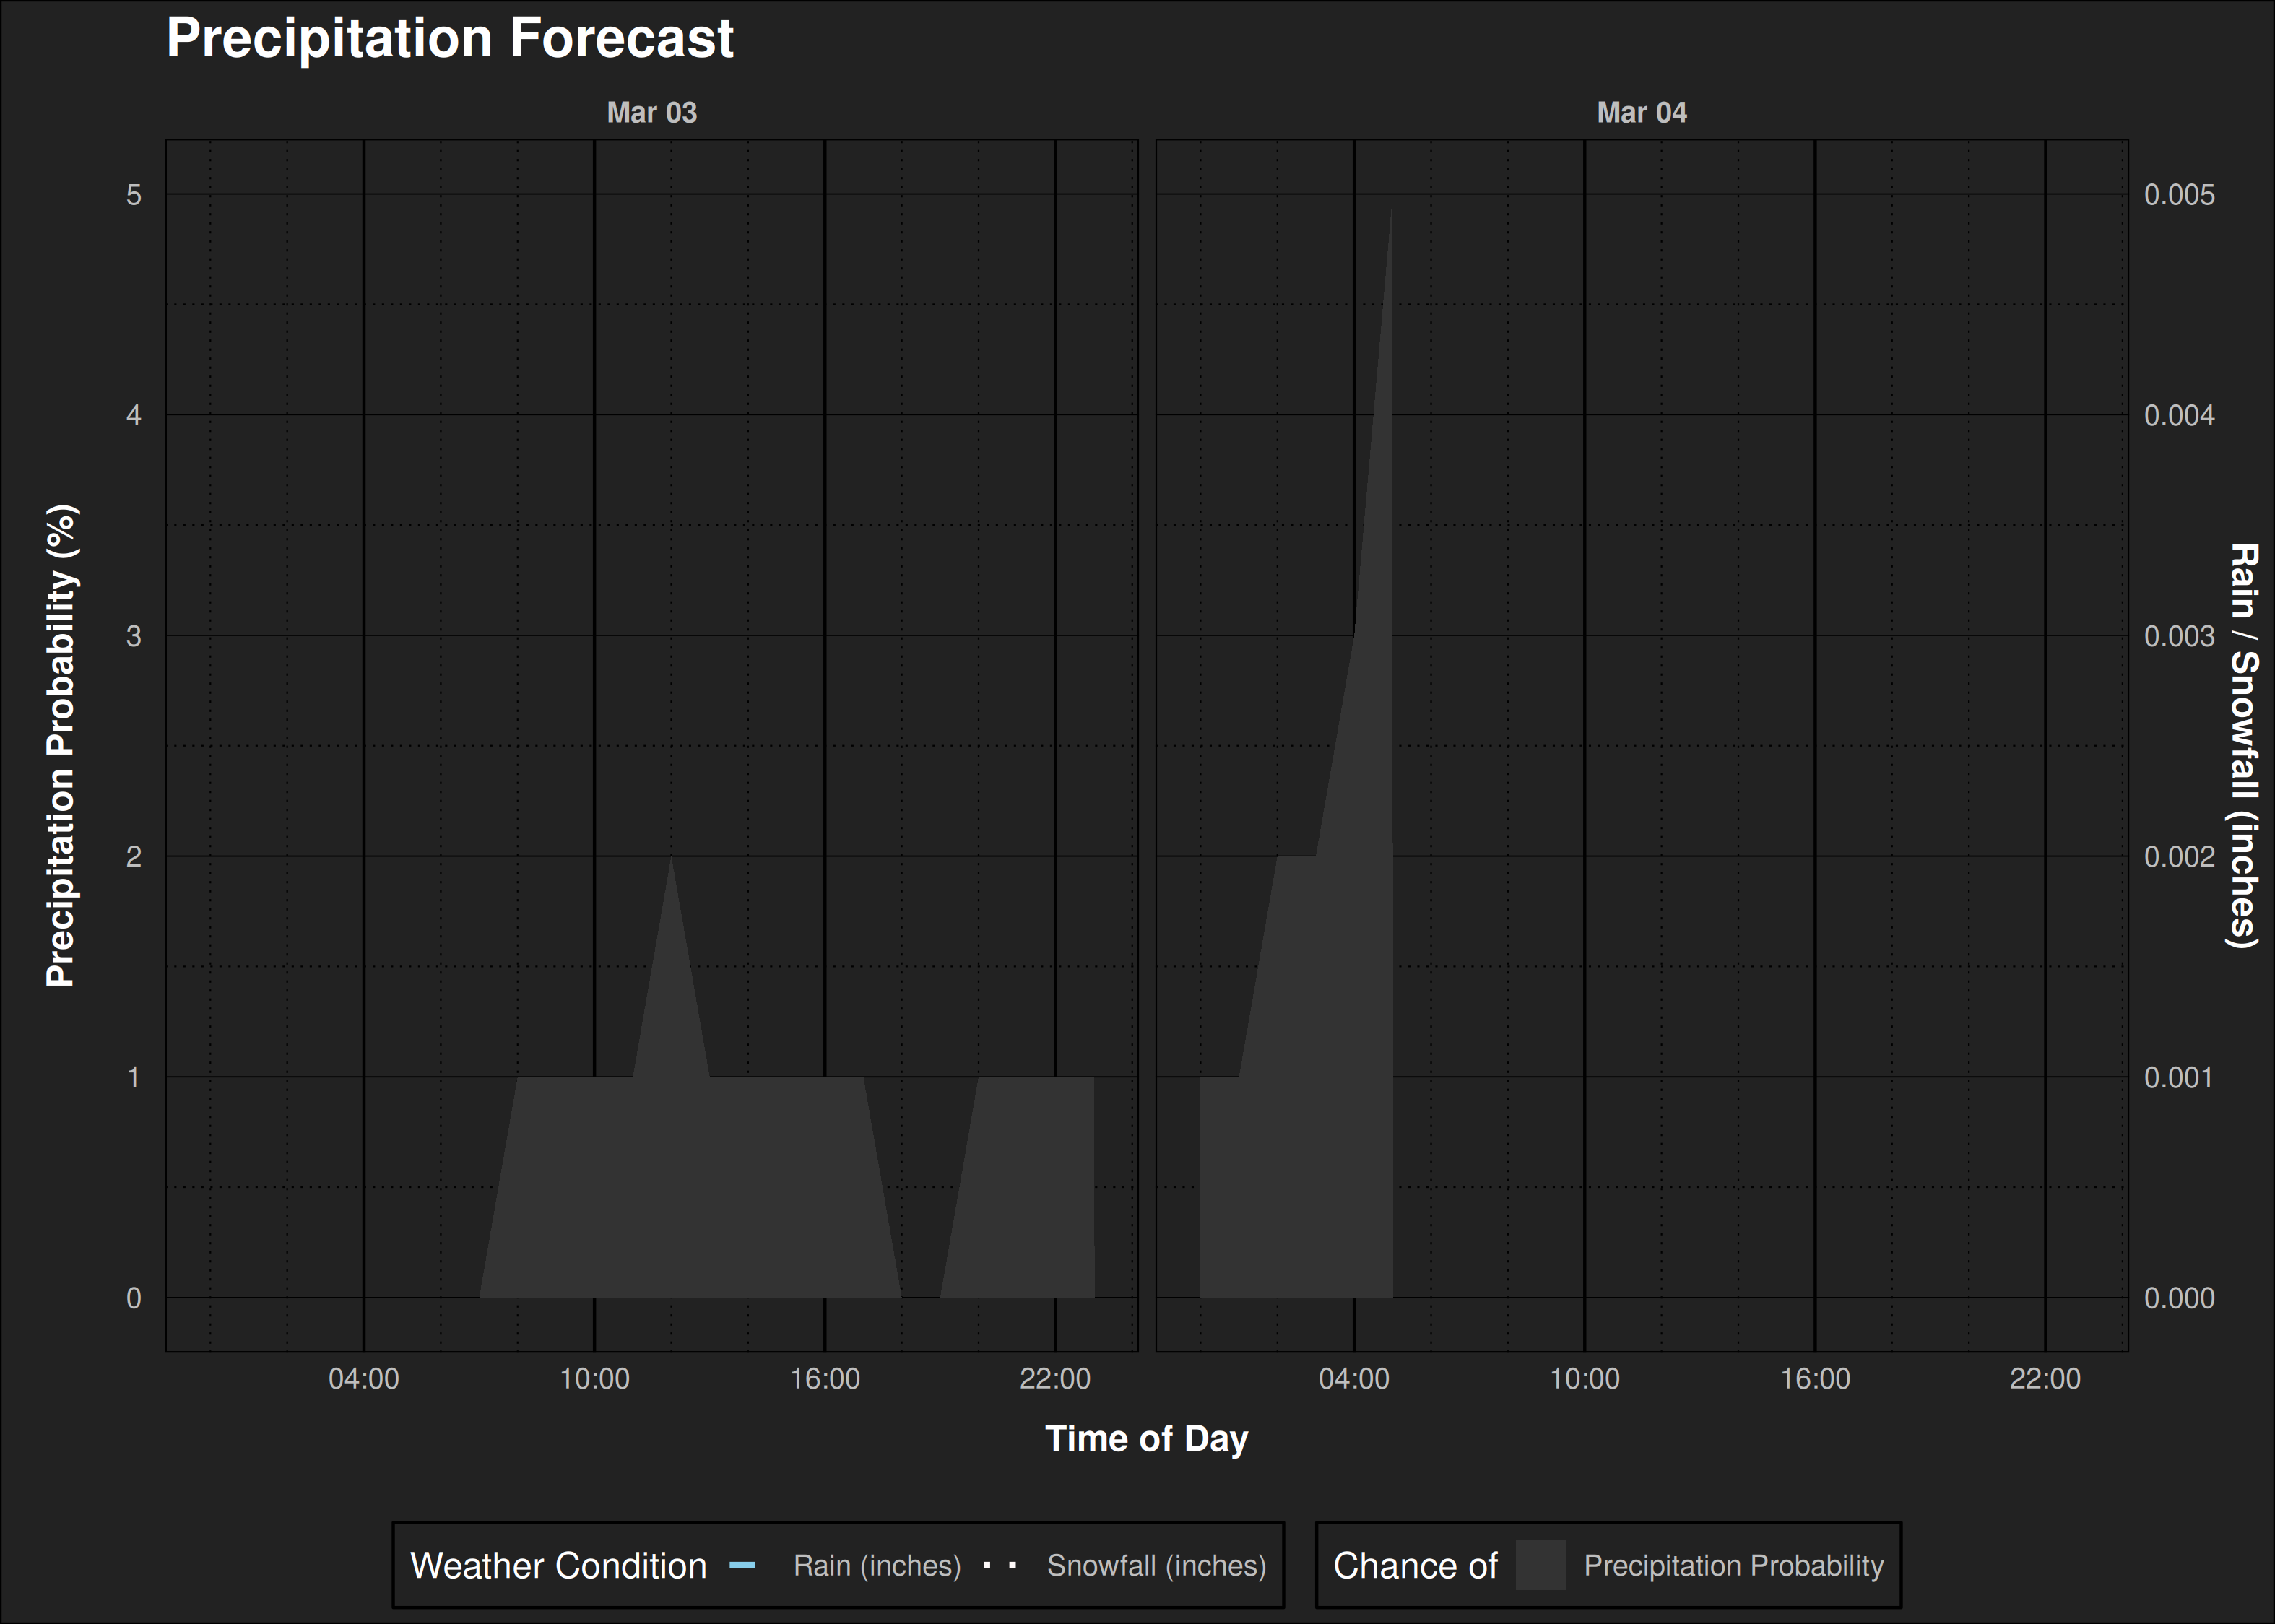 Precipitation Forecast
Mar 03
Mar 04
Precipitation Probability (%)
5
4
3
2
1
0
0.005
0.004
0.003
0.002
0.001
0.000
Rain / Snowfall (inches)
04:00 10:00 16:00 22:00
04:00 10:00 16:00 22:00
Time of Day
Weather Condition Rain (inches) Snowfall (inches)
Chance of Precipitation Probability